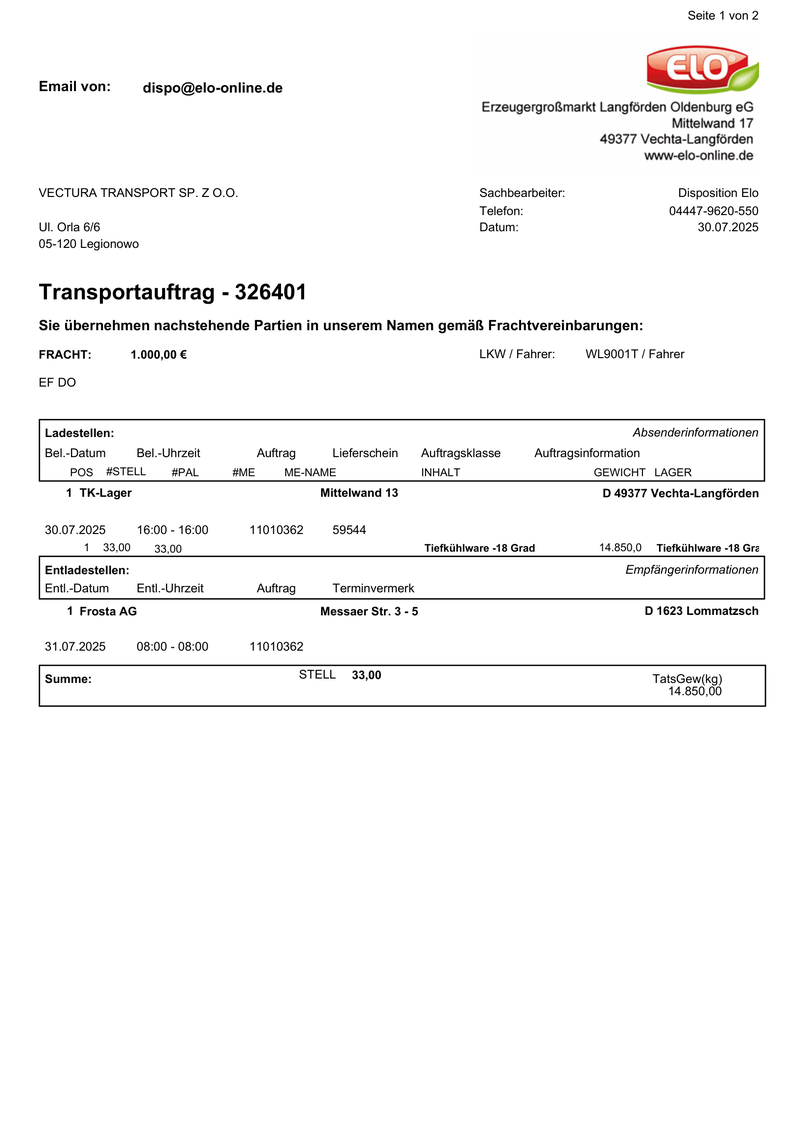 Seite 1 von 2
ELO
Email von: dispo@elo-online.de
Erzeugergroßmarkt Langförden Oldenburg eG
Mittelwand 17
49377 Vechta-Langförden
www-elo-online.de
VECTURA TRANSPORT SP. Z O.O.
Sachbearbeiter: Disposition Elo
Telefon: 04447-9620-550
Ul. Orla 6/6
Datum: 30.07.2025
05-120 Legionowo
Transportauftrag - 326401
Sie übernehmen nachstehende Partien in unserem Namen gemäß Frachtvereinbarungen:
FRACHT: 1.000,00 € LKW / Fahrer: WL9001T / Fahrer
EF DO
Ladestellen: Absenderinformationen
Bel.-Datum Bel.-Uhrzeit Auftrag Lieferschein Auftragsklasse Auftragsinformation
POS #STELL #PAL #ME ME-NAME INHALT GEWICHT LAGER
1 TK-Lager Mittelwand 13 D 49377 Vechta-Langförden
30.07.2025 16:00 - 16:00 11010362 59544
1 33,00 33,00 Tiefkühlware -18 Grad 14.850,0 Tiefkühlware -18 Gra
Entladestellen: Empfängerinformationen
Entl.-Datum Entl.-Uhrzeit Auftrag Terminvermerk
1 Frosta AG Messaer Str. 3 - 5 D 1623 Lommatzsch
31.07.2025 08:00 - 08:00 11010362
Summe: STELL 33,00 TatsGew(kg)
14.850,00